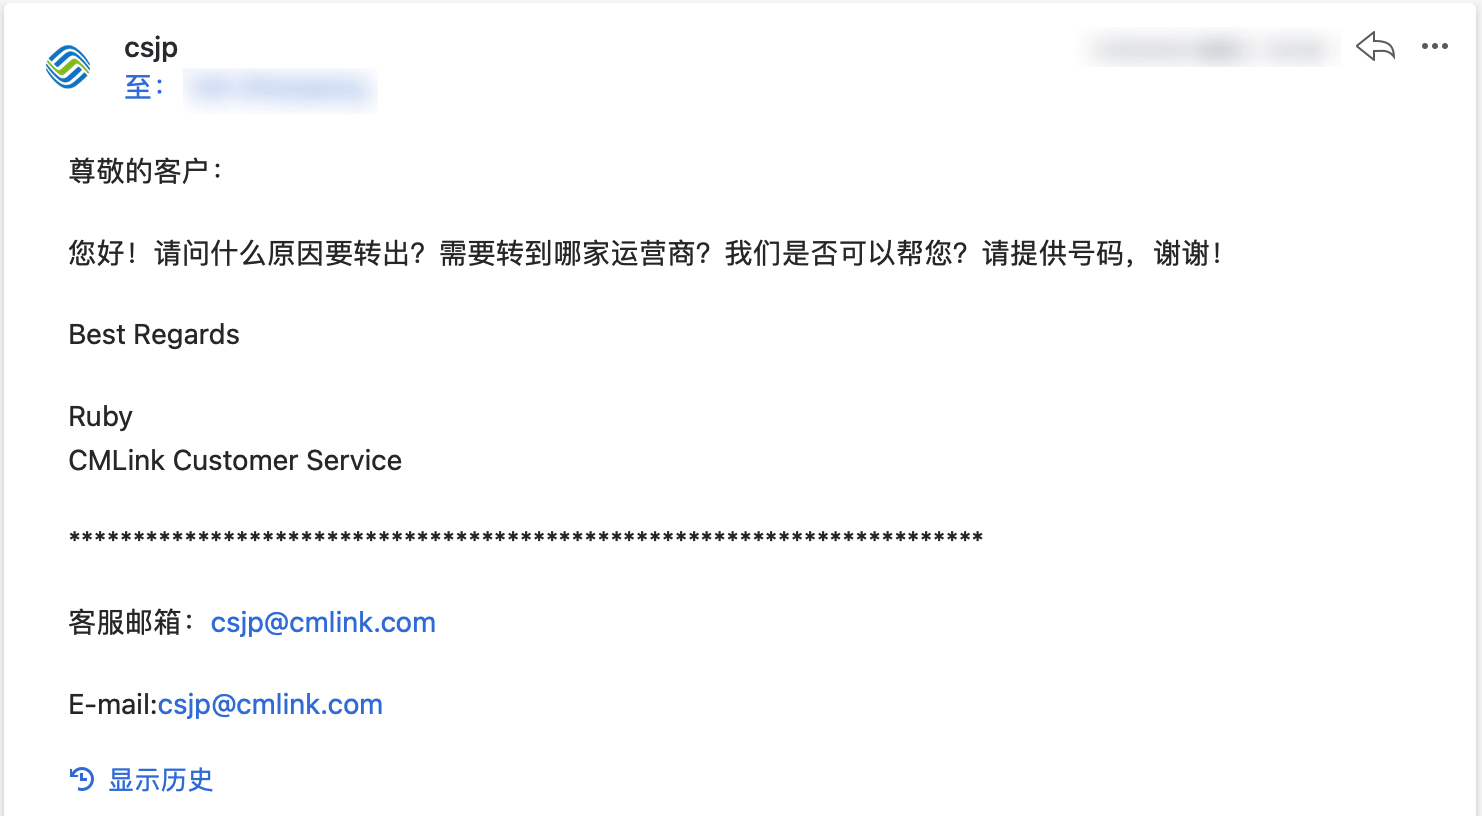 csjp
至：
尊敬的客户：
您好！请问什么原因要转出？需要转到哪家运营商？我们是否可以帮您？请提供号码，谢谢！
Best Regards
Ruby
CMLink Customer Service
***********************************************************************
客服邮箱：csjp@cmlink.com
E-mail:csjp@cmlink.com
显示历史